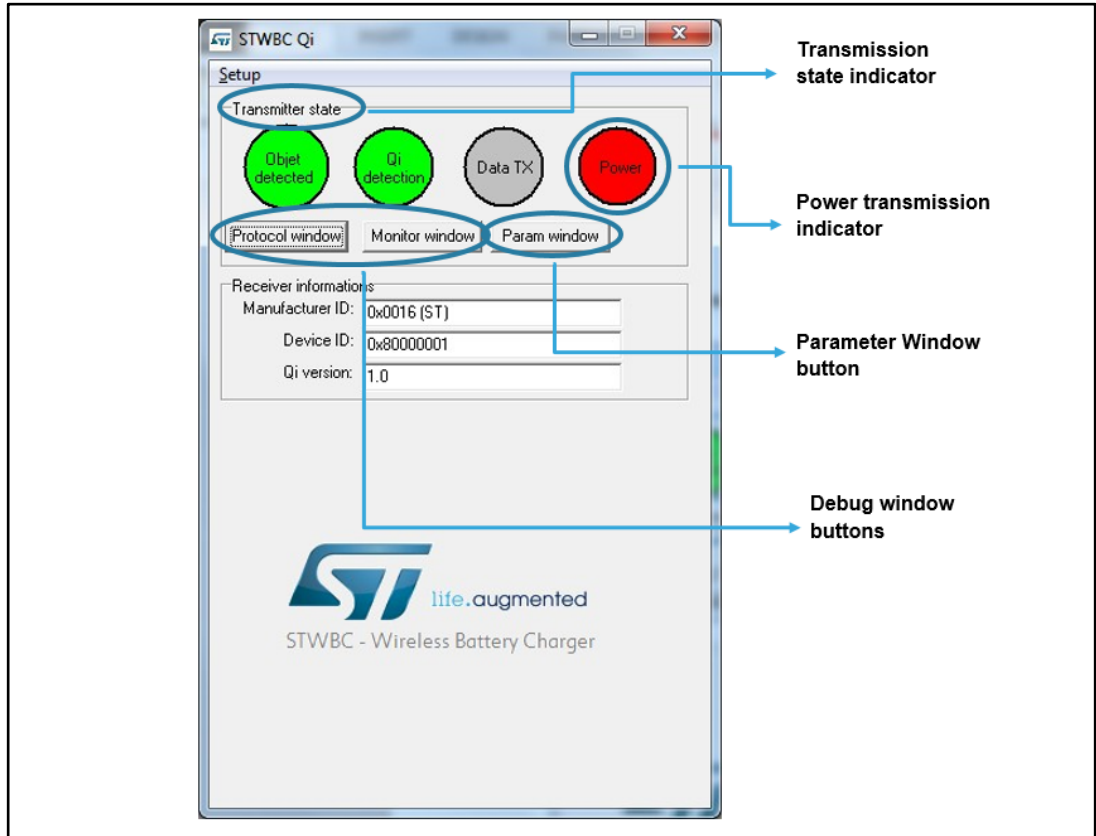 STWBC Qi
Setup
Transmitter state
Objet
detected
Qi
detection
Data TX
Power
Protocol window
Monitor window
Param window
Receiver informations
Manufacturer ID:
0x0016 (ST)
Device ID:
0x80000001
Qi version:
1.0
ST
life.augmented
STWBC - Wireless Battery Charger
Transmission
state indicator
Power transmission
indicator
Parameter Window
button
Debug window
buttons